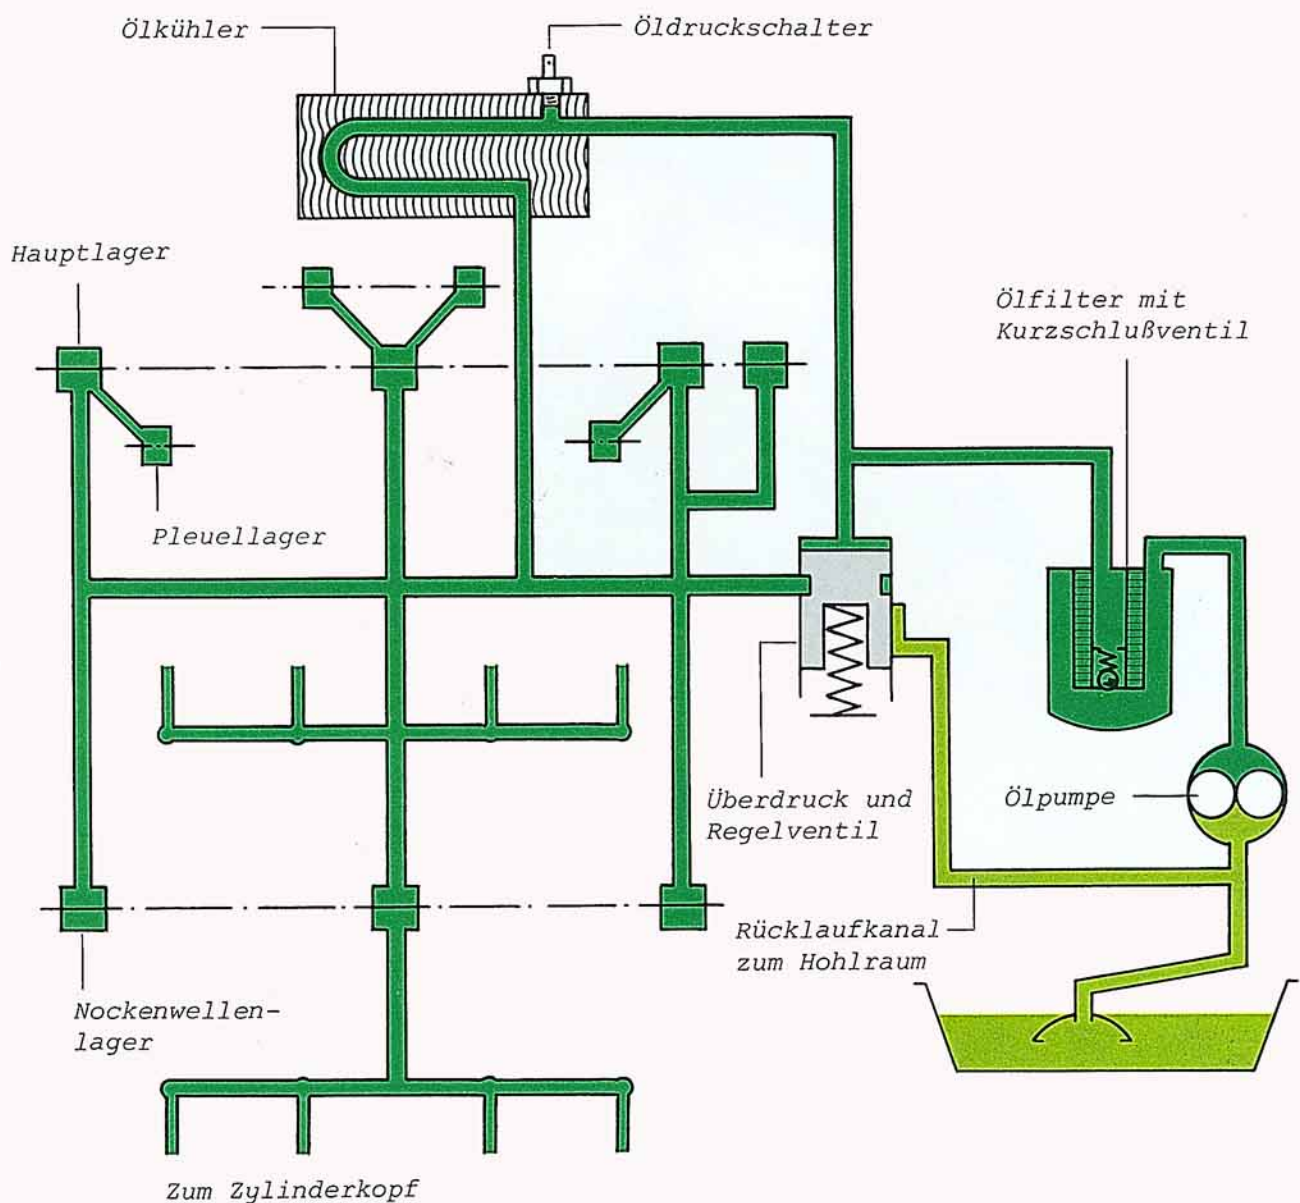 Ölkühler
Öldruckschalter
Hauptlager
Ölfilter mit
Kurzschlußventil
Pleuellager
Überdruck und
Regelventil
Ölpumpe
Rücklaufkanal
zum Hohlraum
Nockenwellen-
lager
Zum Zylinderkopf